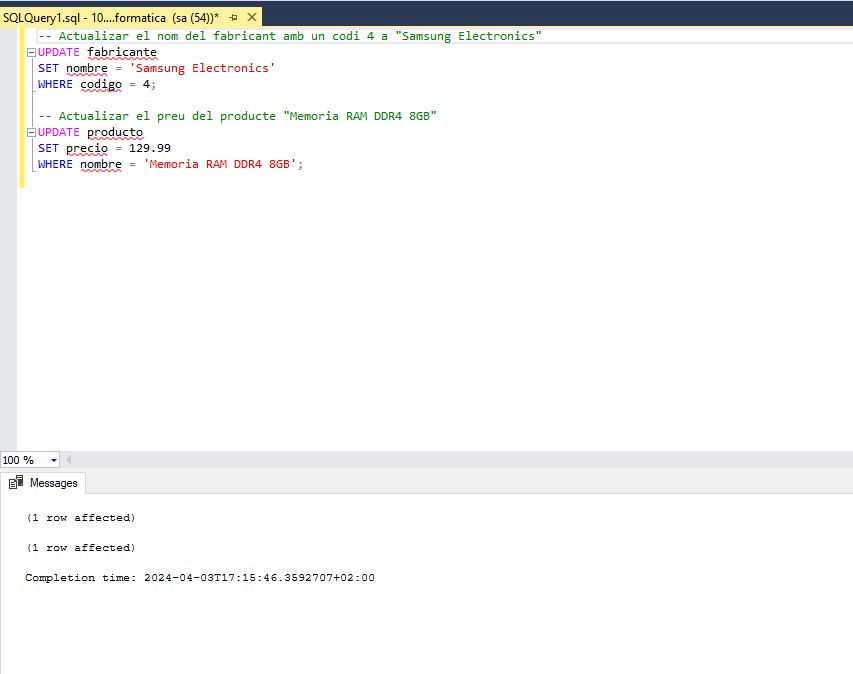 SQLQuery1.sql - 10....formatica (sa (54))*
-- Actualizar el nom del fabricant amb un codi 4 a "Samsung Electronics"
UPDATE fabricante
SET nombre = 'Samsung Electronics'
WHERE codigo = 4;
-- Actualizar el preu del producte "Memoria RAM DDR4 8GB"
UPDATE producto
SET precio = 129.99
WHERE nombre = 'Memoria RAM DDR4 8GB';
100 %
Messages
(1 row affected)
(1 row affected)
Completion time: 2024-04-03T17:15:46.3592707+02:00